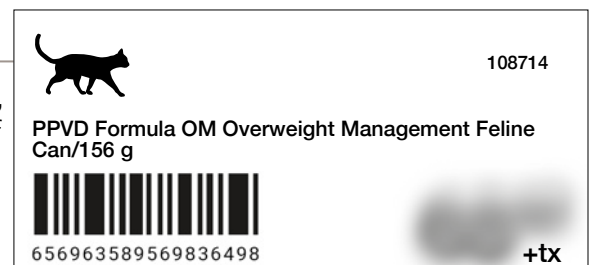 108714
PPVD Formula OM Overweight Management Feline
Can/156 g
656963589569836498
+tx